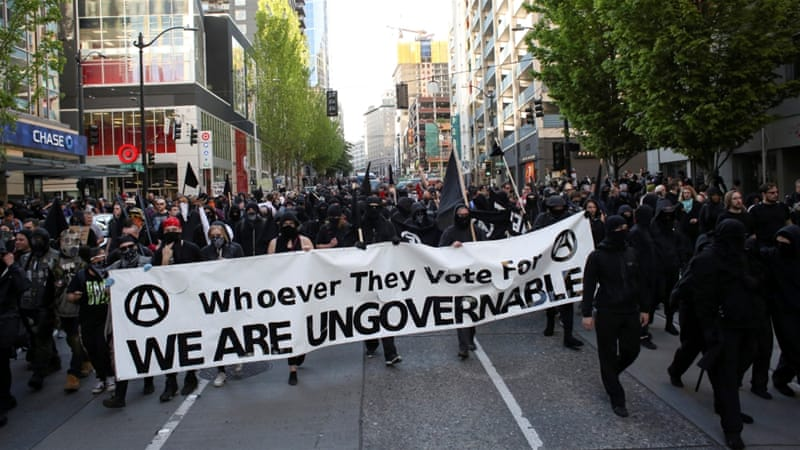 CHASE
Whoever They Vote For
WE ARE UNGOVERNABLE